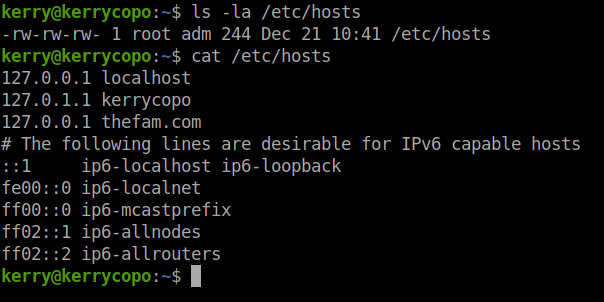 kerry@kerrycopo:~$ ls -la /etc/hosts
-rw-rw-rw- 1 root adm 244 Dec 21 10:41 /etc/hosts
kerry@kerrycopo:~$ cat /etc/hosts
127.0.0.1 localhost
127.0.1.1 kerrycopo
127.0.0.1 thefam.com
# The following lines are desirable for IPv6 capable hosts
::1     ip6-localhost ip6-loopback
fe00::0 ip6-localnet
ff00::0 ip6-mcastprefix
ff02::1 ip6-allnodes
ff02::2 ip6-allrouters
kerry@kerrycopo:~$